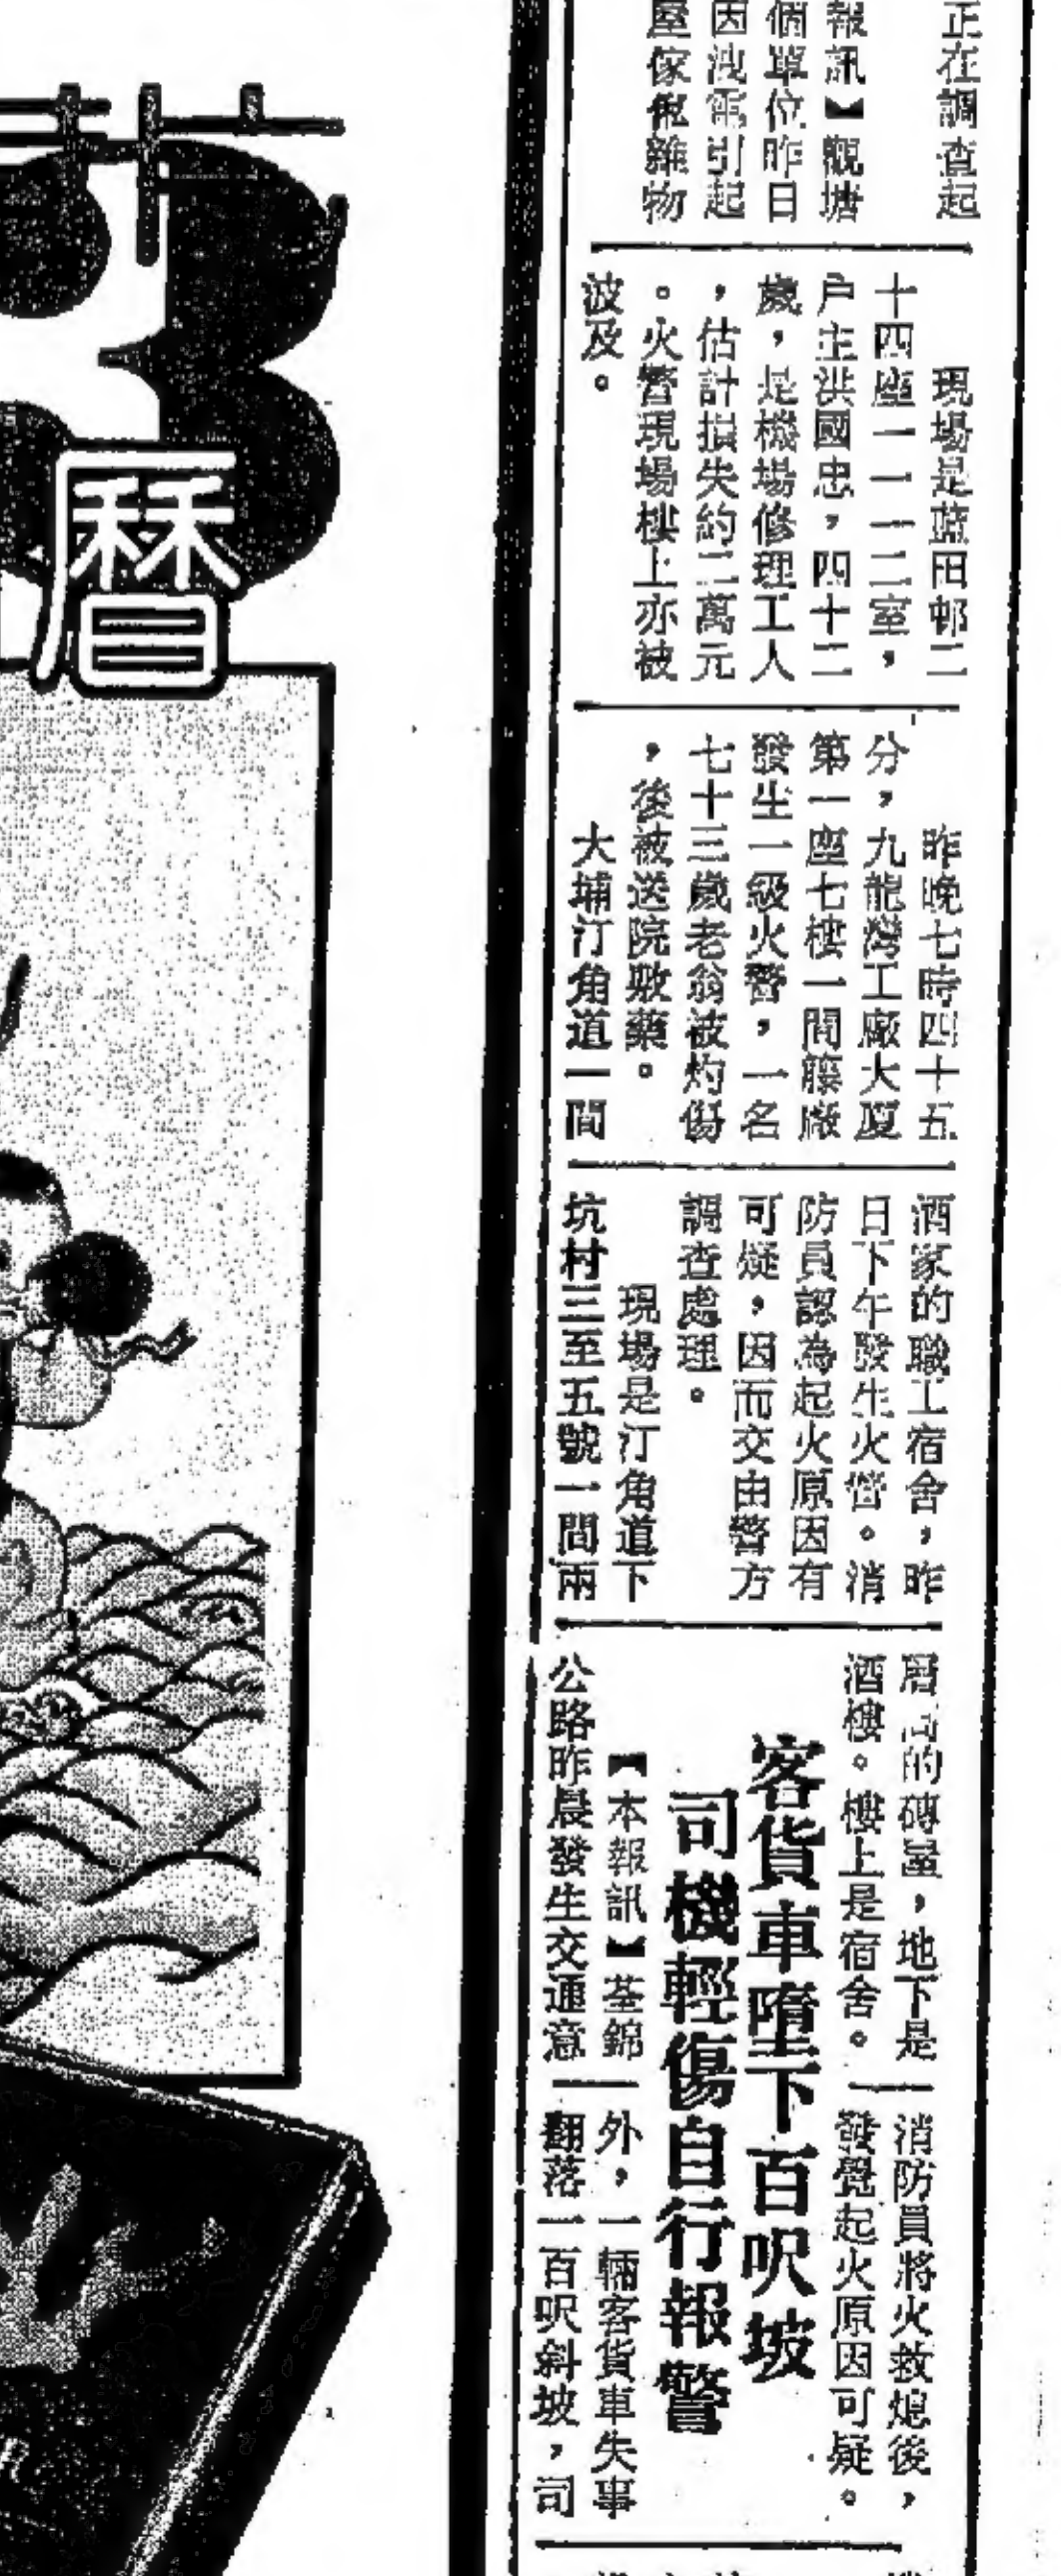 正在調查起
報訊】觀塘
個單位昨日
因洩電引起
屋傢俬雜物
現場是藍田邨二
十四座一一一二室，
戶主洪國忠，四十二
歲，是機場修理工人
，估計損失約二萬元
。火警現場樓上亦被
波及。
昨晚七時四十五
分，九龍灣工廠大廈
第一座七樓一間籐廠
發生一級火警，一名
七十三歲老翁被灼傷
，後被送院敷藥。
大埔汀角道一間
酒家的職工宿舍，昨
日下午發生火警。消
防員認為起火原因有
可疑，因而交由警方
調查處理。
現場是汀角道下
坑村三至五號一間兩
層高的磚屋，地下是
酒樓。樓上是宿舍。
消防員將火救熄後，
發覺起火原因可疑。
客貨車墮下百呎坡
司機輕傷自行報警
【本報訊】荃錦
公路昨晨發生交通意
外，一輛客貨車失事
翻落一百呎斜坡，司
曆